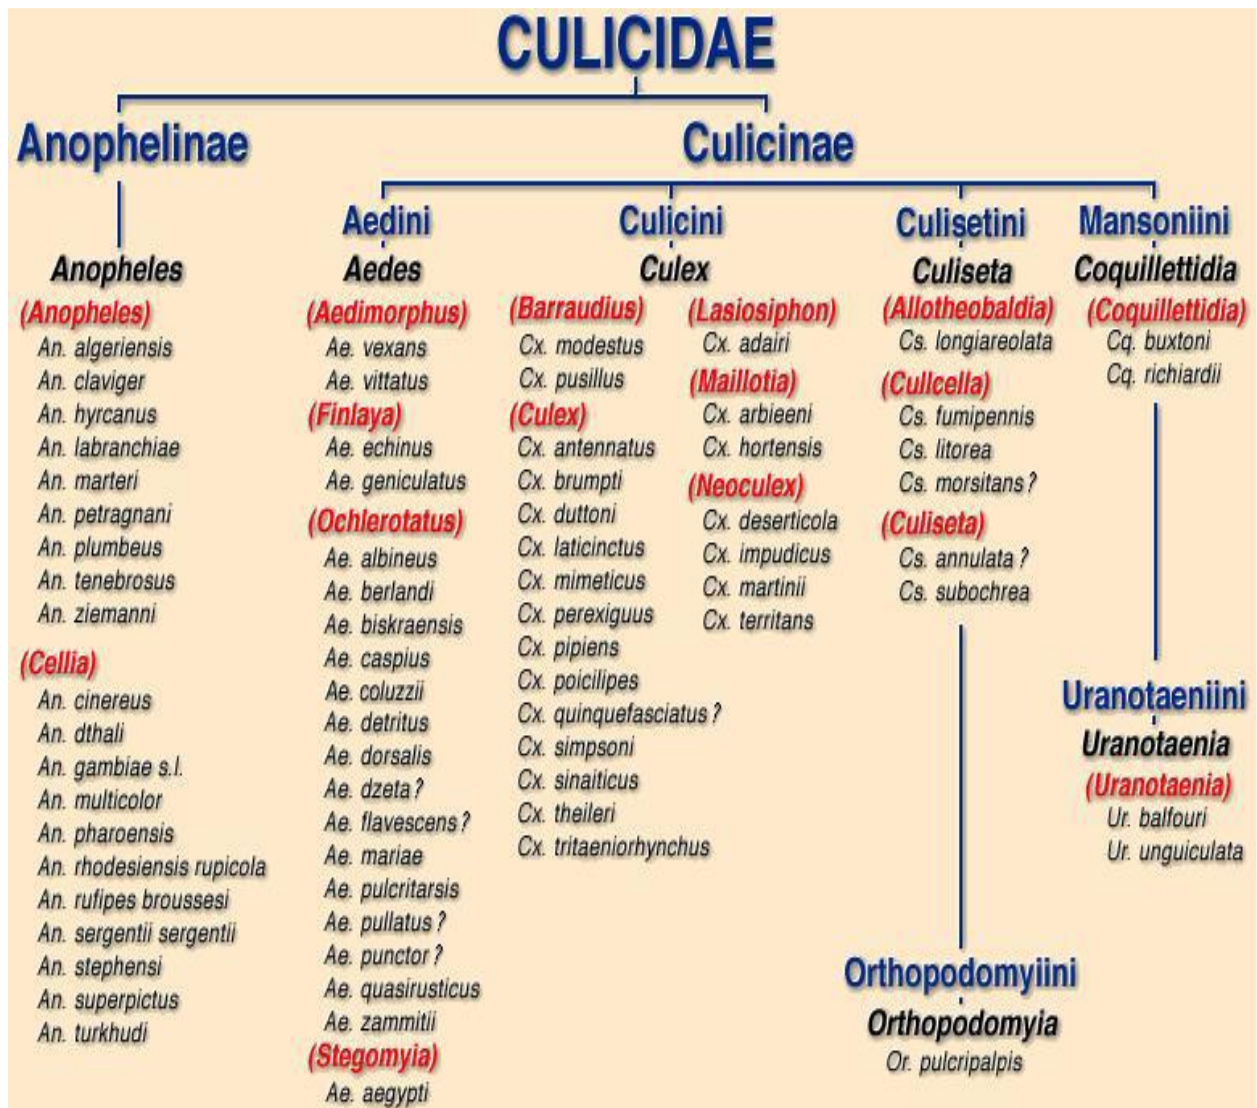 CULICIDAE
Anophelinae
Culicinae
Anopheles
(Anopheles)
An. algeriensis
An. claviger
An. hyrcanus
An. labranchiae
An. marteri
An. petragnani
An. plumbeus
An. tenebrosus
An. ziemanni
(Cellia)
An. cinereus
An. dthali
An. gambiae s.l.
An. multicolor
An. pharoensis
An. rhodesiensis rupicola
An. rufipes broussesi
An. sergentii sergentii
An. stephensi
An. superpictus
An. turkhudi
Aedini
Aedes
(Aedimorphus)
Ae. vexans
Ae. vittatus
(Finlaya)
Ae. echinus
Ae. geniculatus
(Ochlerotatus)
Ae. albineus
Ae. berlandi
Ae. biskraensis
Ae. caspius
Ae. coluzzii
Ae. detritus
Ae. dorsalis
Ae. dzeta ?
Ae. flavescens ?
Ae. mariae
Ae. pulcritarsis
Ae. pullatus ?
Ae. punctor ?
Ae. quasirusticus
Ae. zammitii
(Stegomyia)
Ae. aegypti
Culicini
Culex
(Barraudius)
Cx. modestus
Cx. pusillus
(Culex)
Cx. antennatus
Cx. brumpti
Cx. duttoni
Cx. laticinctus
Cx. mimeticus
Cx. perexiguus
Cx. pipiens
Cx. poicilipes
Cx. quinquefasciatus ?
Cx. simpsoni
Cx. sinaiticus
Cx. theileri
Cx. tritaeniorhynchus
(Lasiosiphon)
Cx. adairi
(Maillotia)
Cx. arbieeni
Cx. hortensis
(Neoculex)
Cx. deserticola
Cx. impudicus
Cx. martinii
Cx. territans
Culisetini
Culiseta
(Allotheobaldia)
Cs. longiareolata
(Cullcella)
Cs. fumipennis
Cs. litorea
Cs. morsitans ?
(Culiseta)
Cs. annulata ?
Cs. subochrea
Orthopodomyiini
Orthopodomyia
Or. pulcripalpis
Mansoniini
Coquillettidia
(Coquillettidia)
Cq. buxtoni
Cq. richiardii
Uranotaeniini
Uranotaenia
(Uranotaenia)
Ur. balfouri
Ur. unguiculata